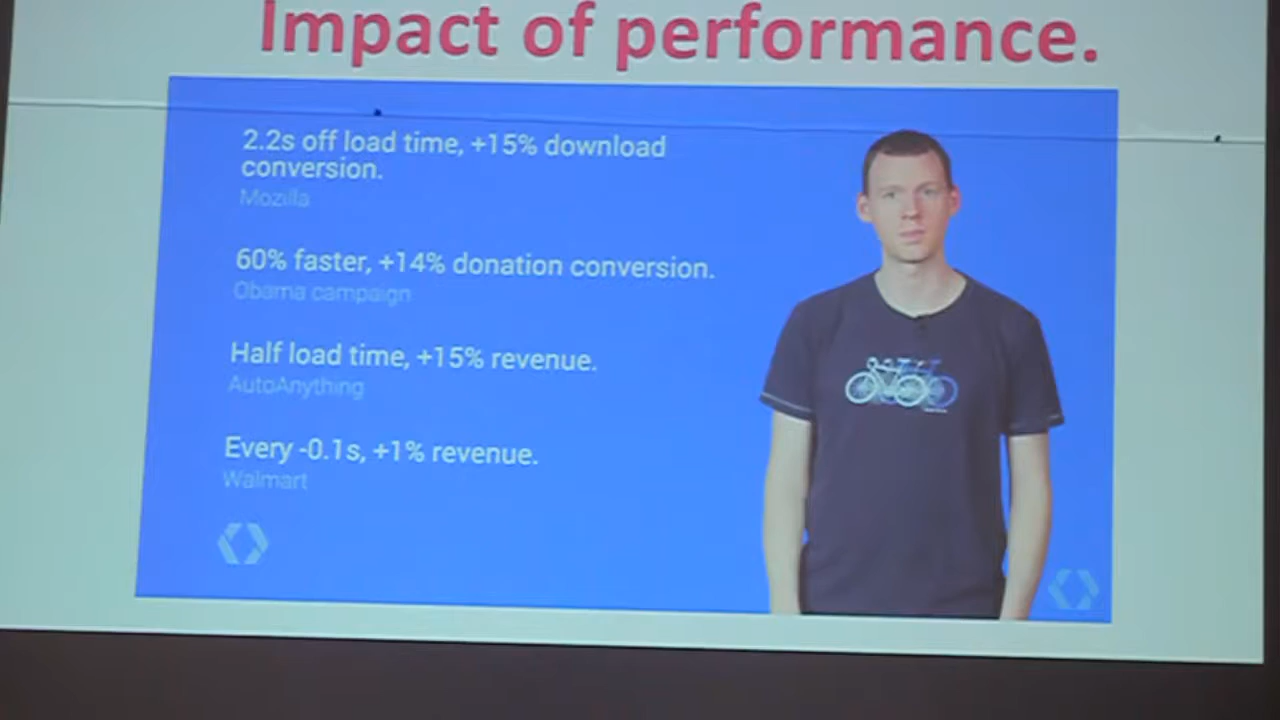 Impact of performance.
2.2s off load time, +15% download
conversion.
Mozilla
60% faster, +14% donation conversion.
Obama campaign
Half load time, +15% revenue.
AutoAnything
Every -0.1s, +1% revenue.
Walmart